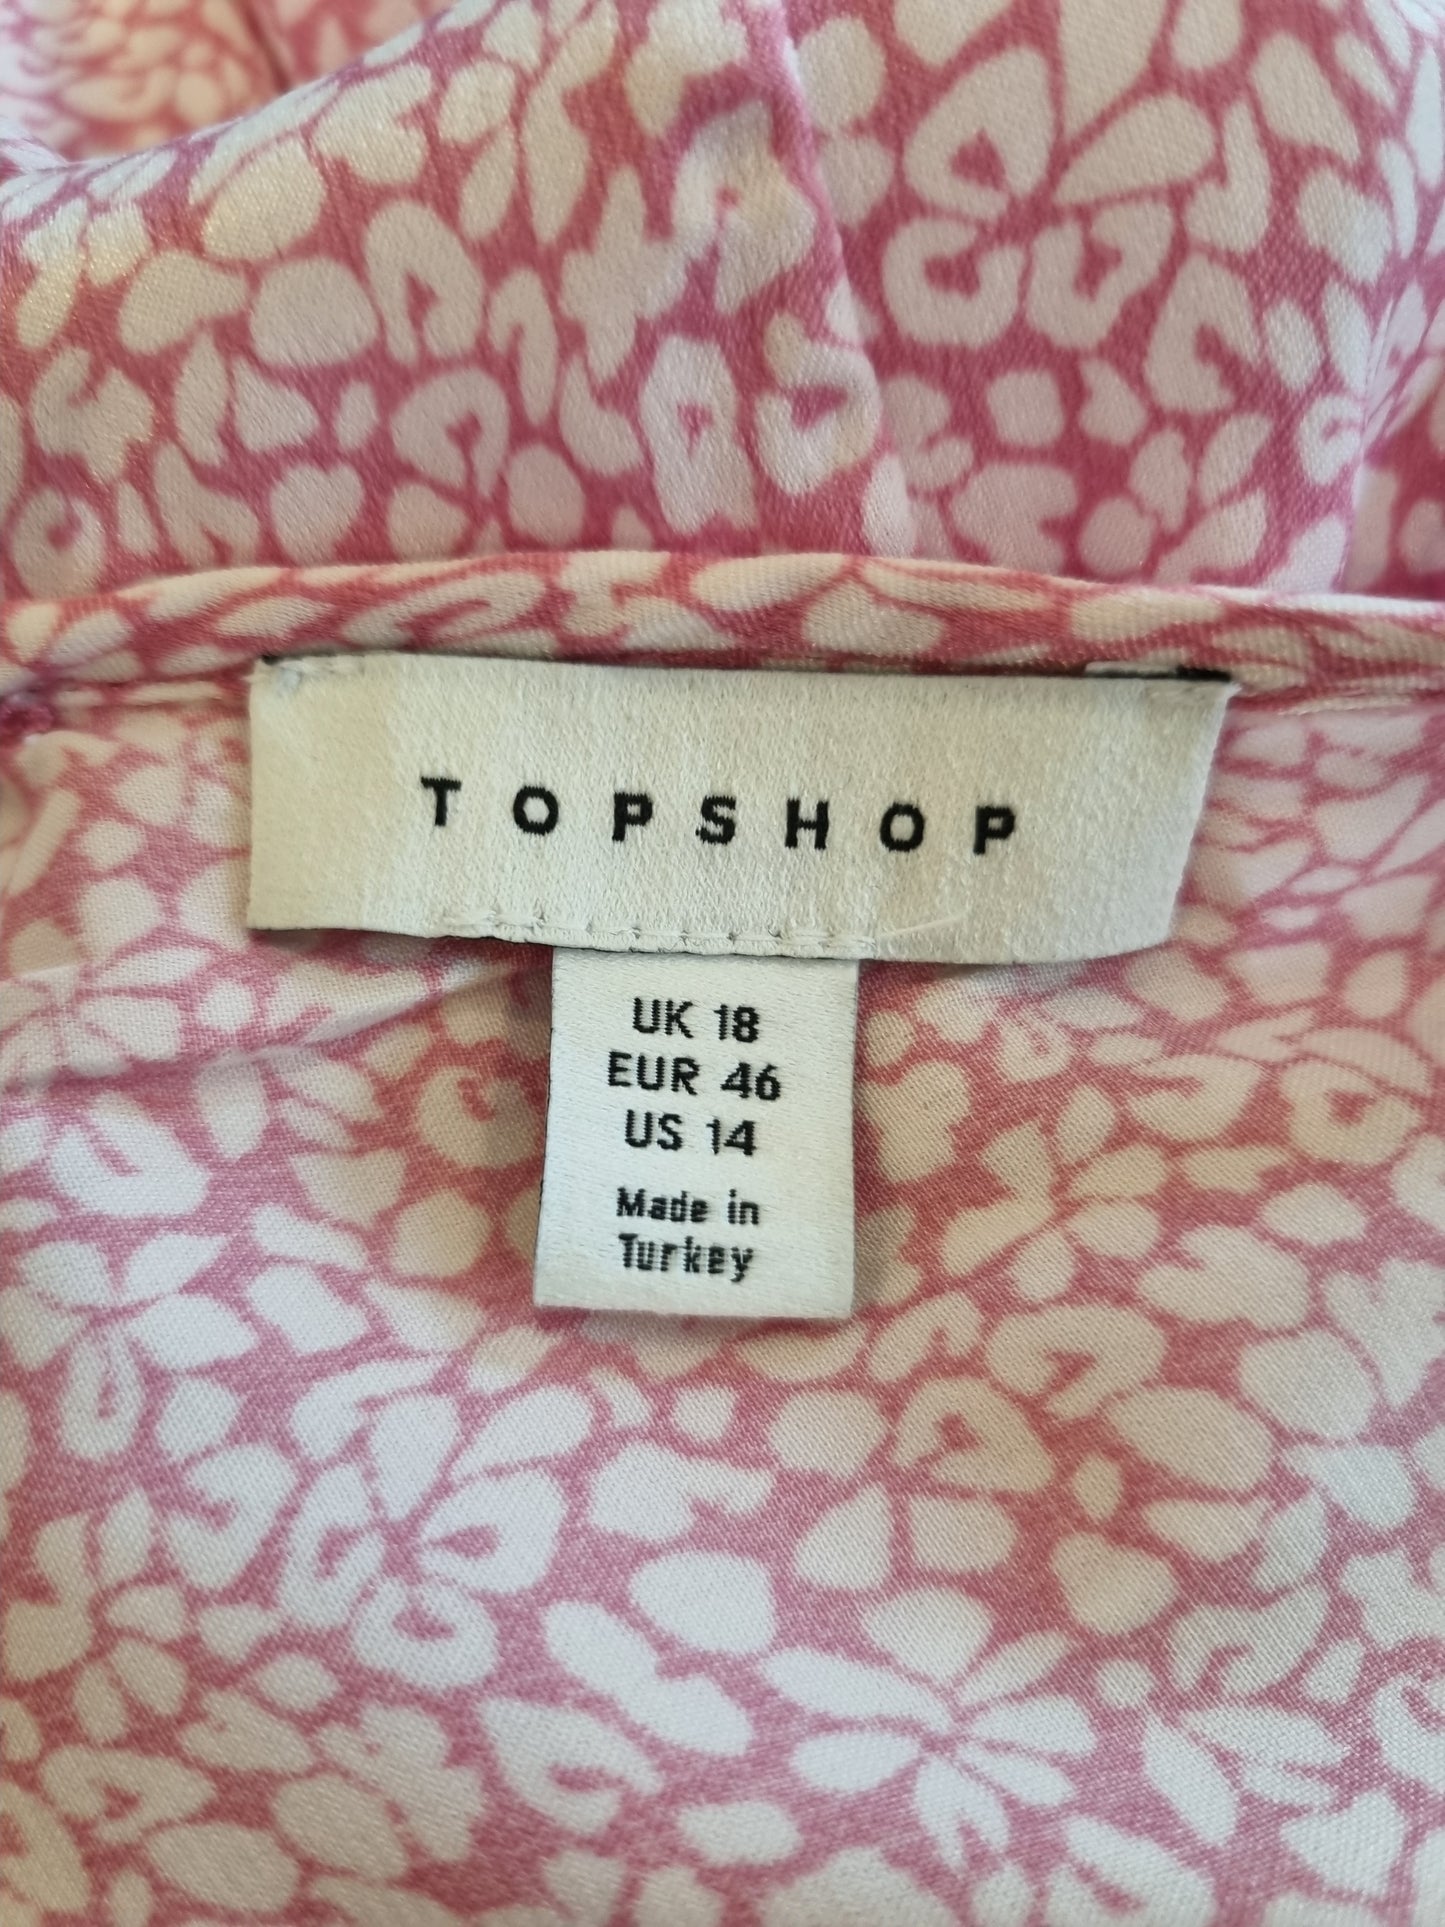 TOPSHOP
UK 18
EUR 46
US 14
Made in
Turkey